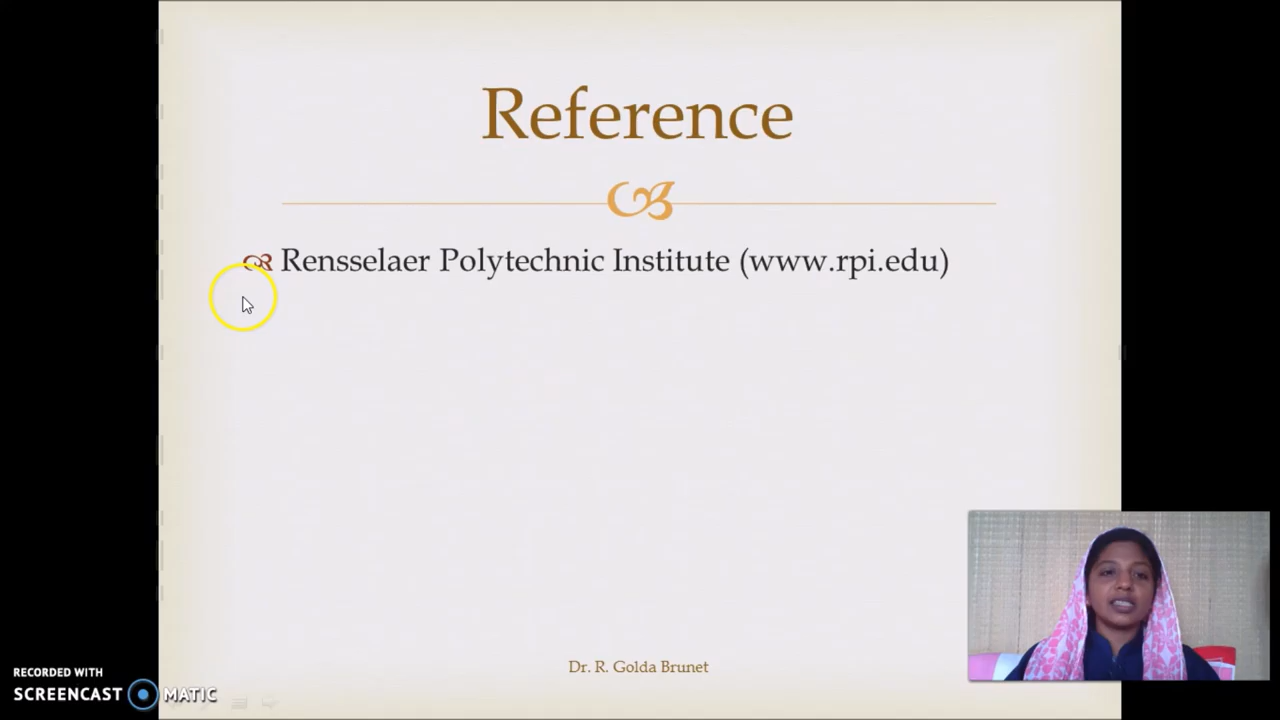 Reference
Rensselaer Polytechnic Institute (www.rpi.edu)
Dr. R. Golda Brunet
RECORDED WITH
SCREENCAST MATIC